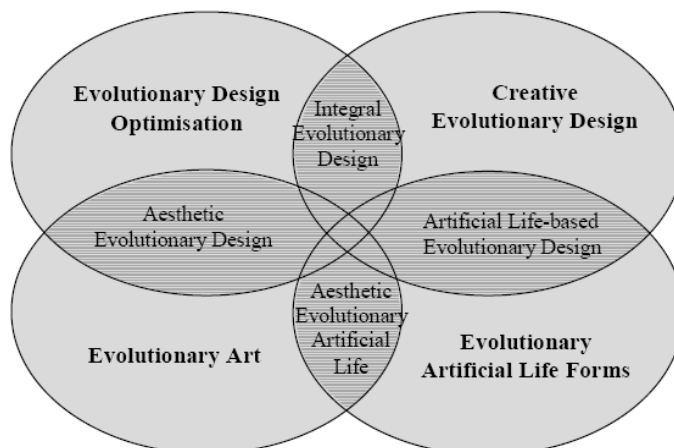 Evolutionary Design
Optimisation
Integral
Evolutionary
Design
Creative
Evolutionary Design
Aesthetic
Evolutionary Design
Artificial Life-based
Evolutionary Design
Evolutionary Art
Aesthetic
Evolutionary
Artificial
Life
Evolutionary
Artificial Life Forms